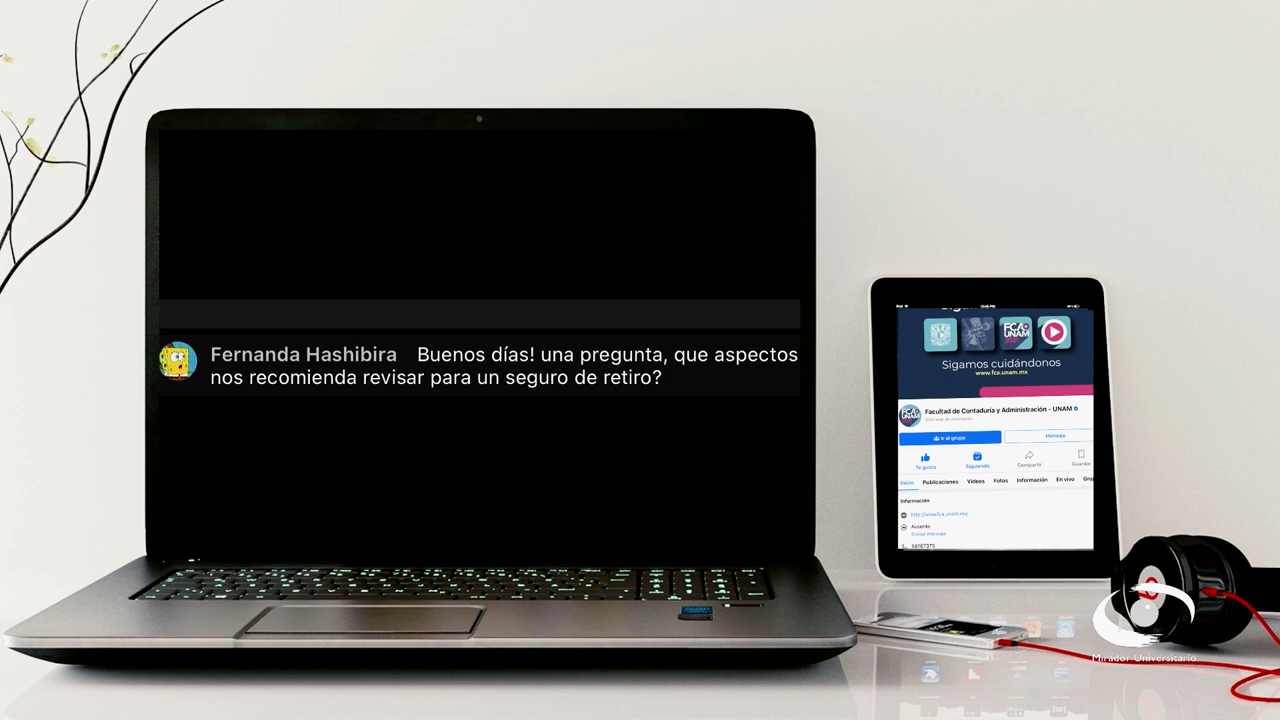 Fernanda Hashibira Buenos días! una pregunta, que aspectos
nos recomienda revisar para un seguro de retiro?
FCA
UNAM
Sigamos cuidándonos
www.fca.unam.mx
Facultad de Contaduría y Administración - UNAM
Ir al grupo
Mensaje
Te gusta
Siguiendo
Compartir
Guardar
Inicio Publicaciones Videos Fotos Información En vivo Gru
Información
http://www.fca.unam.mx/
Ausente
Enviar mensaje
Mirador Universitario